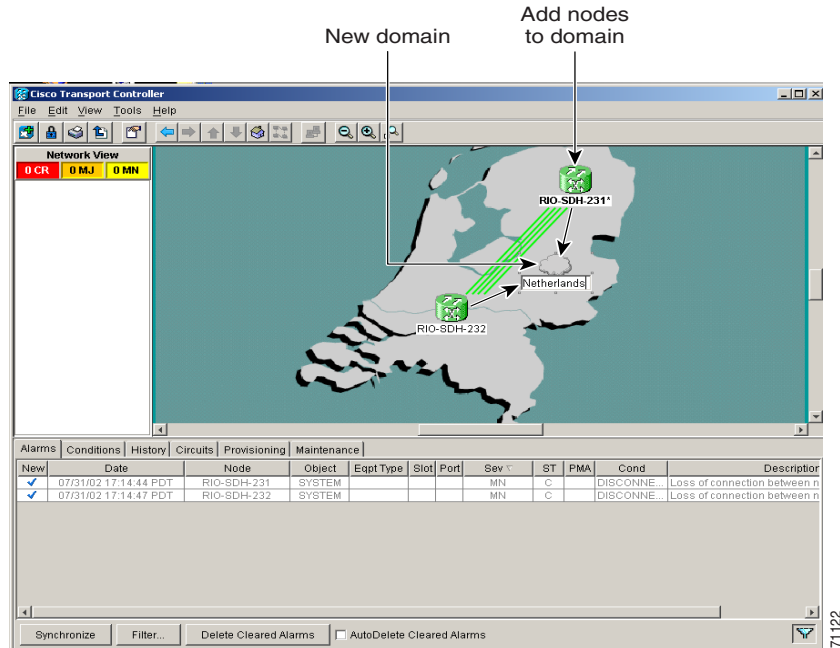 New domain
Add nodes
to domain
Cisco Transport Controller
File Edit View Tools Help
Network View
0 CR 0 MJ 0 MN
RIO-SDH-231*
Netherlands
RIO-SDH-232
Alarms Conditions History Circuits Provisioning Maintenance
New Date Node Object Eqpt Type Slot Port Sev ST PMA Cond Description
07/31/02 17:14:44 PDT RIO-SDH-231 SYSTEM MN C DISCONNE... Loss of connection between n
07/31/02 17:14:47 PDT RIO-SDH-232 SYSTEM MN C DISCONNE... Loss of connection between n
Synchronize Filter... Delete Cleared Alarms AutoDelete Cleared Alarms
71122